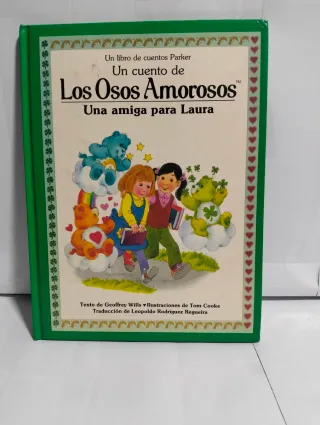 Un libro de cuentos Parker
Un cuento de
Los Osos Amorosos™
Una amiga para Laura
Texto de Geoffrey Willis ♥ Ilustraciones de Tom Cooke
Traducción de Leopoldo Rodríguez Regueira